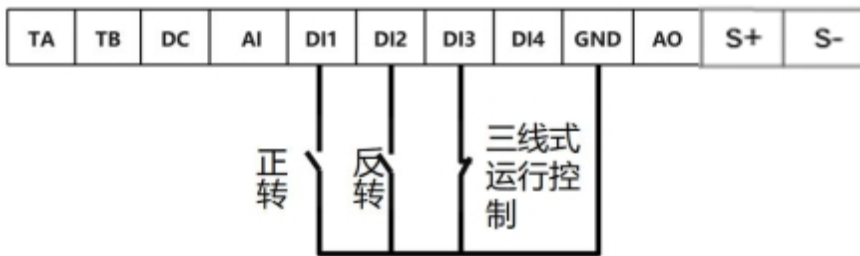 TA TB DC AI DI1 DI2 DI3 DI4 GND AO S+ S-
正转
反转
三线式
运行控
制